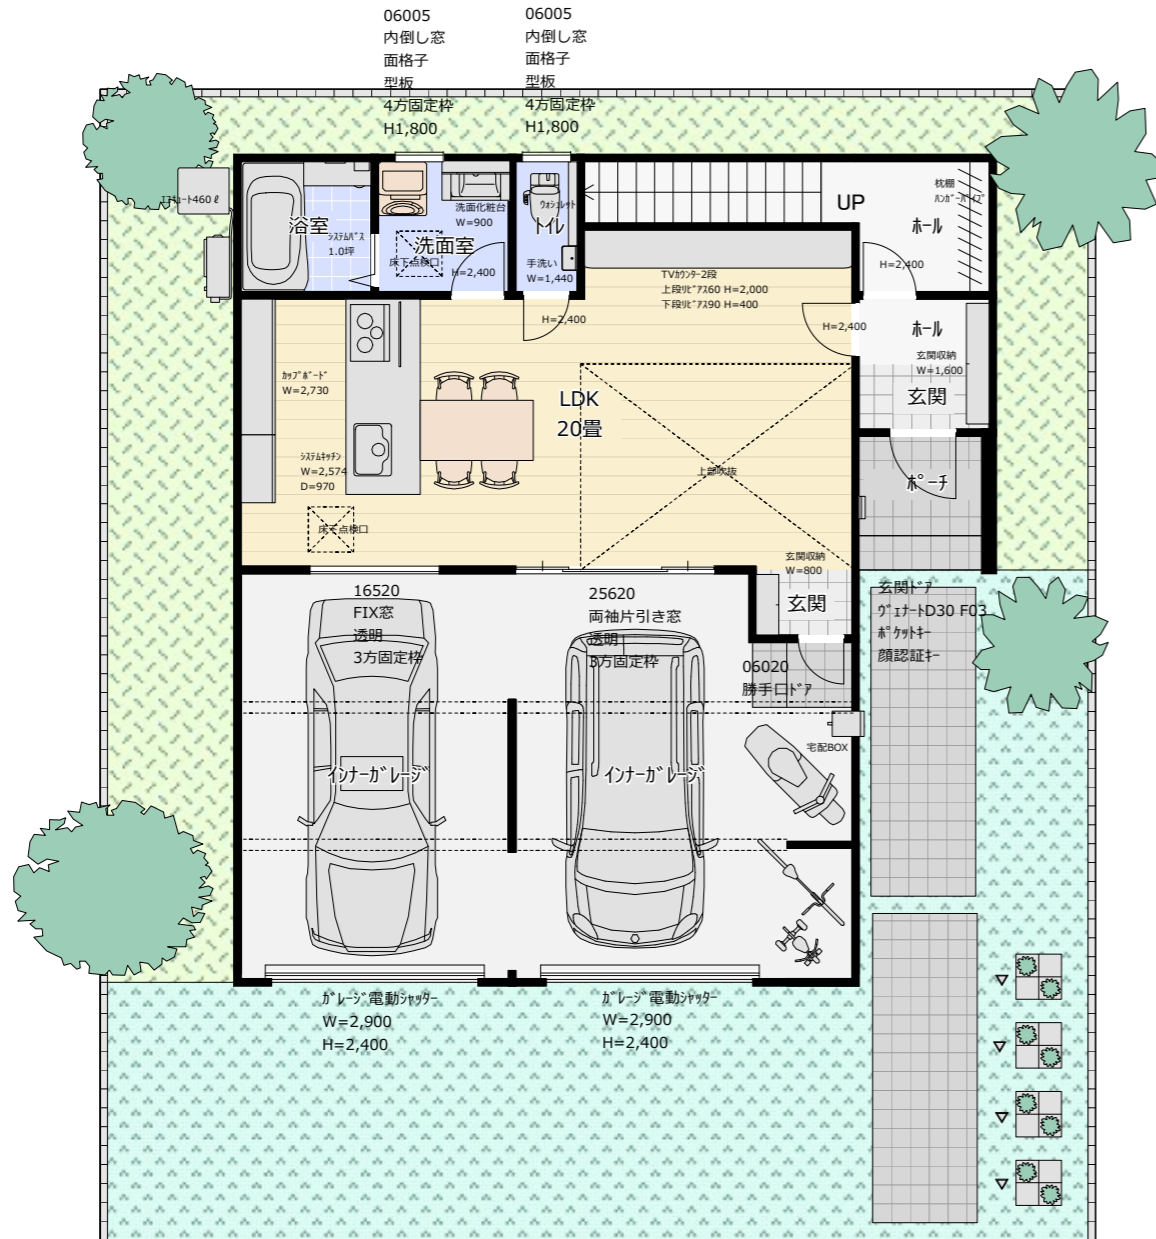 06005
内倒し窓
面格子
型板
4方固定枠
H1,800
06005
内倒し窓
面格子
型板
4方固定枠
H1,800
ｴｺｷｭｰﾄ460ℓ
浴室
ｼｽﾃﾑﾊﾞｽ
1.0坪
洗面化粧台
W=900
洗面室
床下点検口
H=2,400
ｳｫｼｭﾚｯﾄ
ﾄｲﾚ
手洗い
W=1,440
H=2,400
UP
枕棚
ﾊﾝｶﾞｰﾊﾟｲﾌﾟ
ﾎｰﾙ
H=2,400
TVｶｳﾝﾀｰ2段
上段ﾘﾋﾞｱｽ60 H=2,000
下段ﾘﾋﾞｱｽ90 H=400
H=2,400
ﾎｰﾙ
玄関収納
W=1,600
玄関
ｶｯﾌﾟﾎﾞｰﾄﾞ
W=2,730
LDK
20畳
ｼｽﾃﾑｷｯﾁﾝ
W=2,574
D=970
上部吹抜
ﾎﾟｰﾁ
床下点検口
玄関収納
W=800
玄関
16520
FIX窓
透明
3方固定枠
25620
両袖片引き窓
透明
3方固定枠
玄関ﾄﾞｱ
ｳﾞｪﾅｰﾄD30 F03
ﾎﾟｹｯﾄｷｰ
顔認証ｷｰ
06020
勝手口ﾄﾞｱ
宅配BOX
ｲﾝﾅｰｶﾞﾚｰｼﾞ
ｲﾝﾅｰｶﾞﾚｰｼﾞ
ｶﾞﾚｰｼﾞ電動ｼｬｯﾀｰ
W=2,900
H=2,400
ｶﾞﾚｰｼﾞ電動ｼｬｯﾀｰ
W=2,900
H=2,400